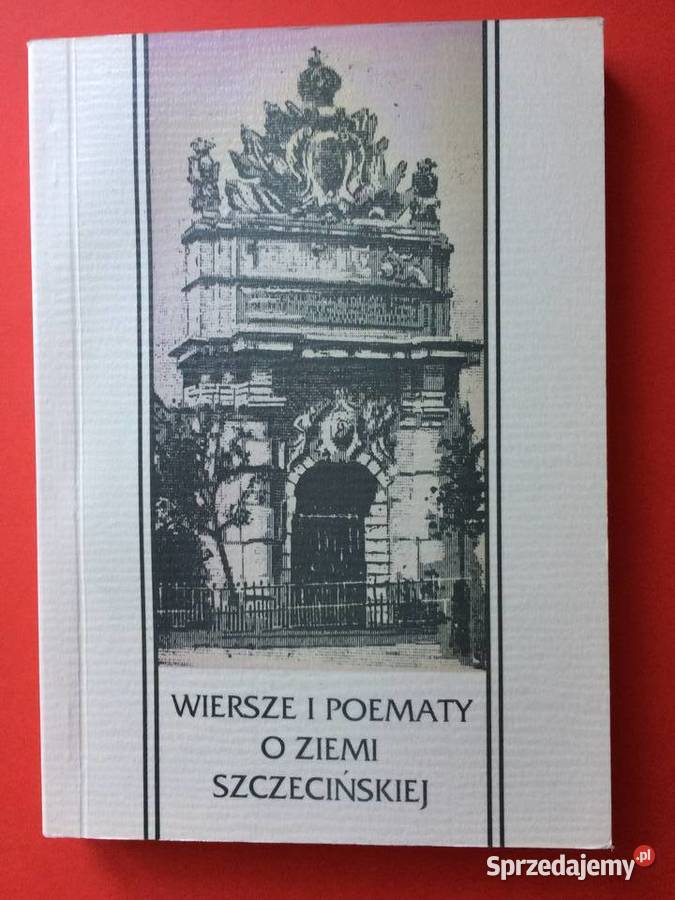 WIERSZE I POEMATY
O ZIEMI
SZCZECIŃSKIEJ
Sprzedajemy.pl